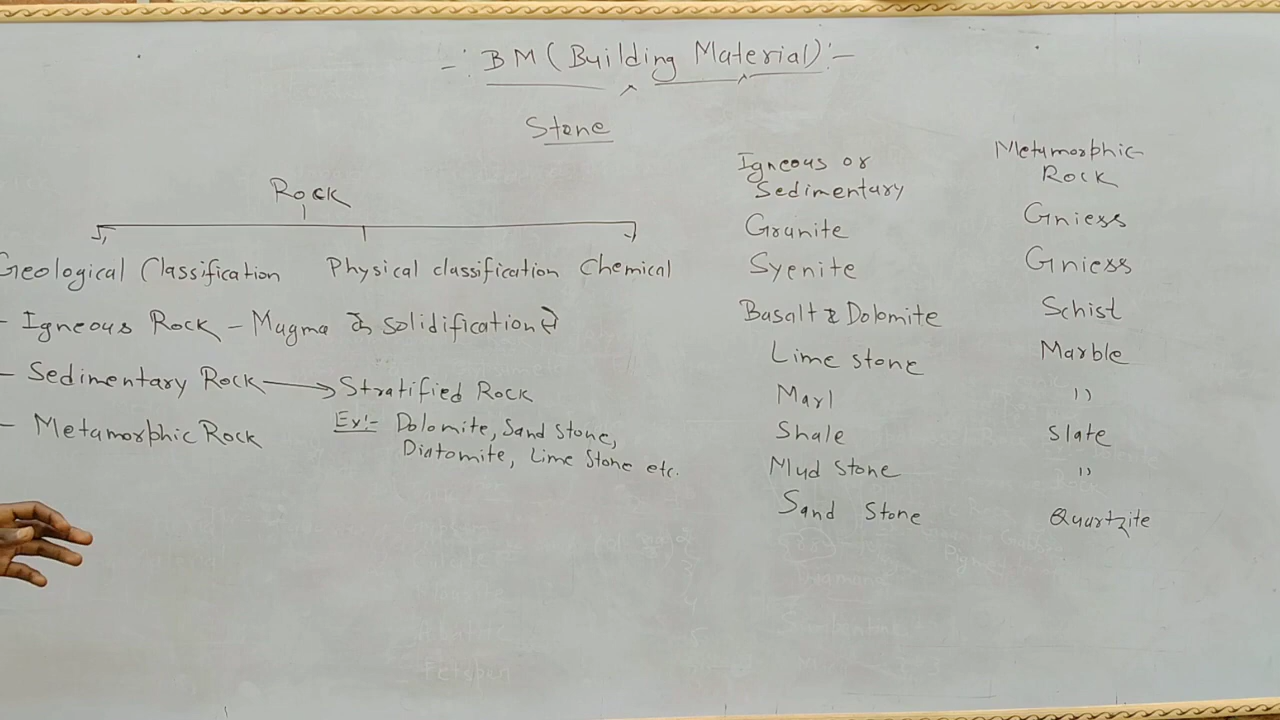 -: BM (Building Material) :-
Stone
Rock
Geological Classification Physical classification Chemical
- Igneous Rock - Magma के solidification से
- Sedimentary Rock → Stratified Rock
Ex:- Dolomite, Sand Stone,
Diatomite, Lime Stone etc.
- Metamorphic Rock
Igneous or
Sedimentary
Metamorphic
Rock
Granite Gniess
Syenite Gniess
Basalt & Dolomite Schist
Lime stone Marble
Marl "
Shale Slate
Mud Stone "
Sand Stone Quartzite